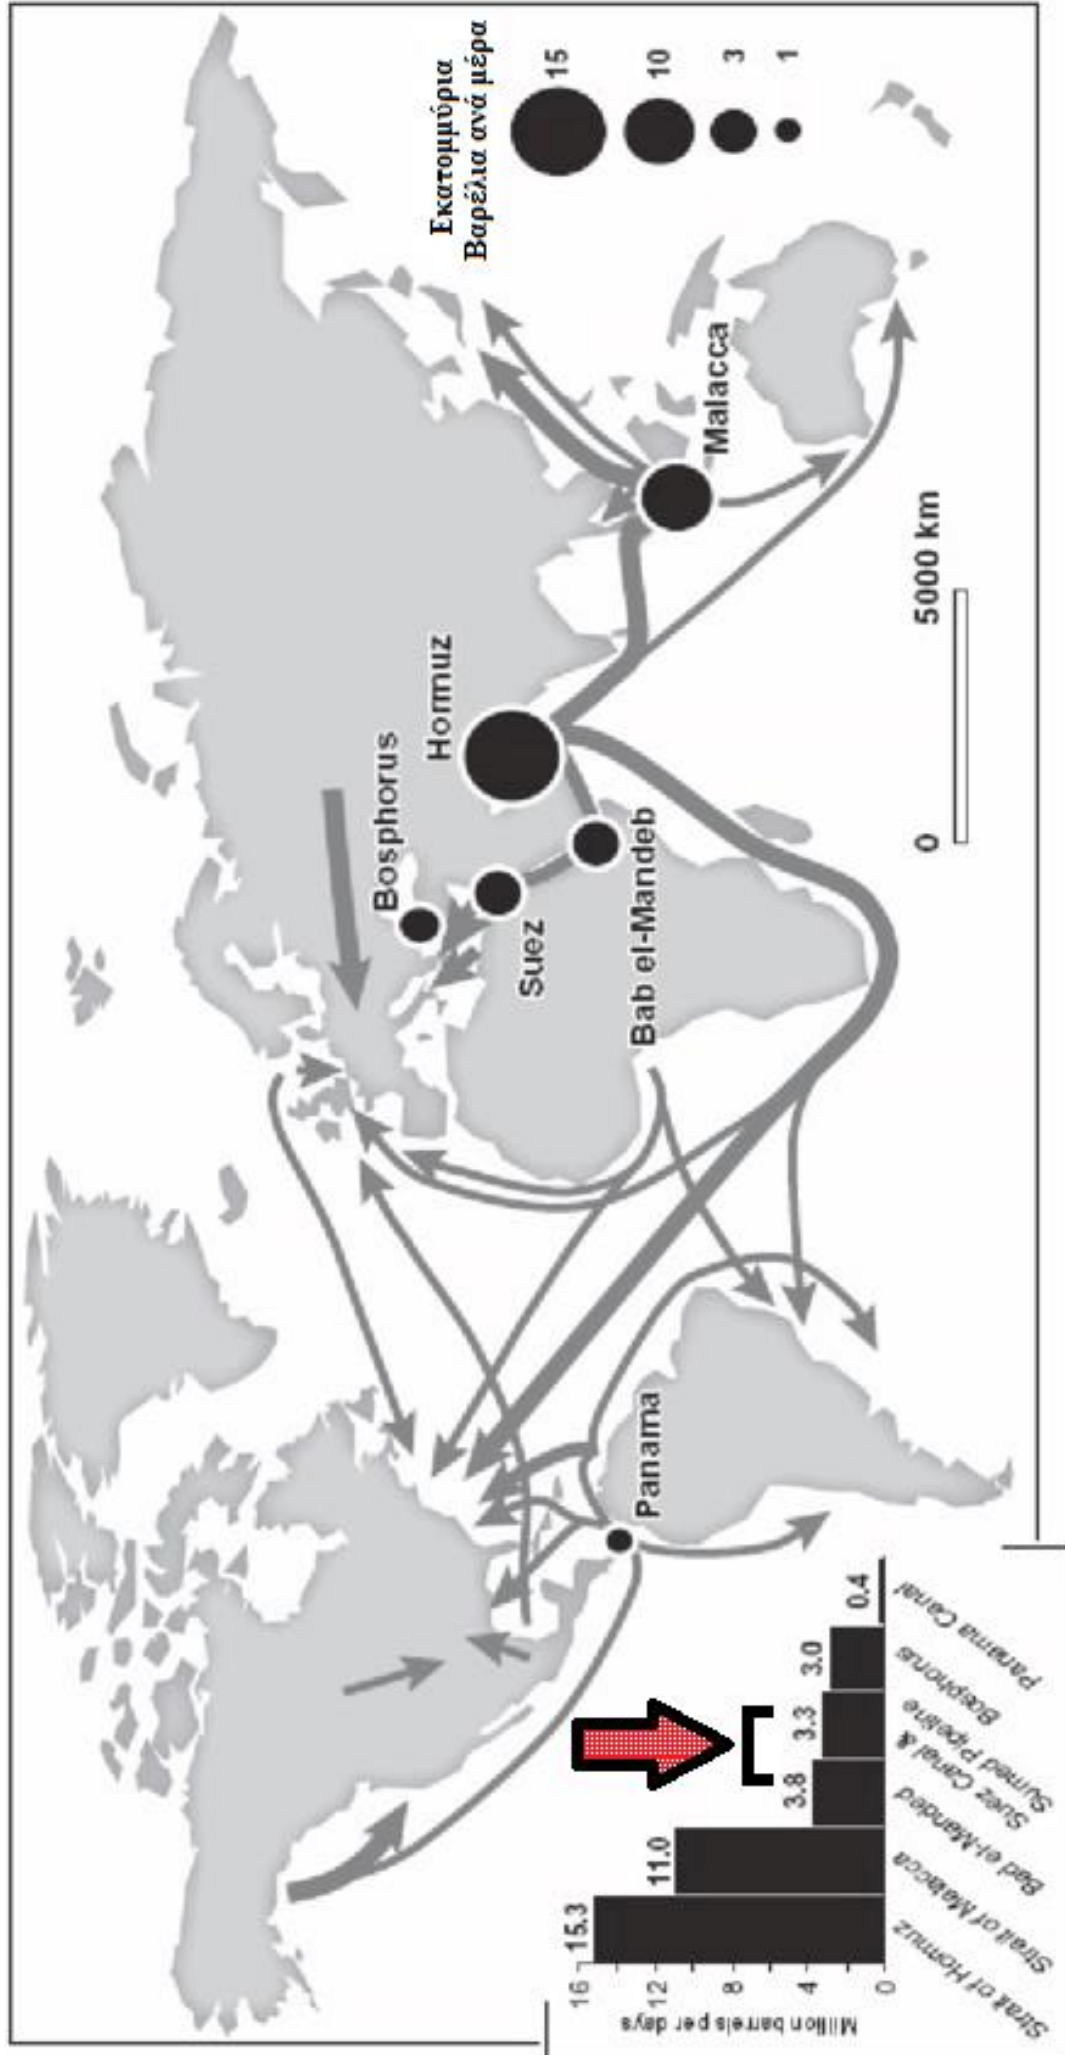 Εκατομμύρια
Βαρέλια ανά μέρα
15
10
3
1
Bosphorus
Hormuz
Suez
Bab el-Mandeb
Malacca
Panama
0
5000 km
Million barrels per days
16
12
8
4
0
15.3
11.0
3.8
3.3
3.0
0.4
Strait of Hormuz
Strait of Malacca
Bad el-Manded
Suez Canal &
Sumed Pipeline
Bosphorus
Panama Canal